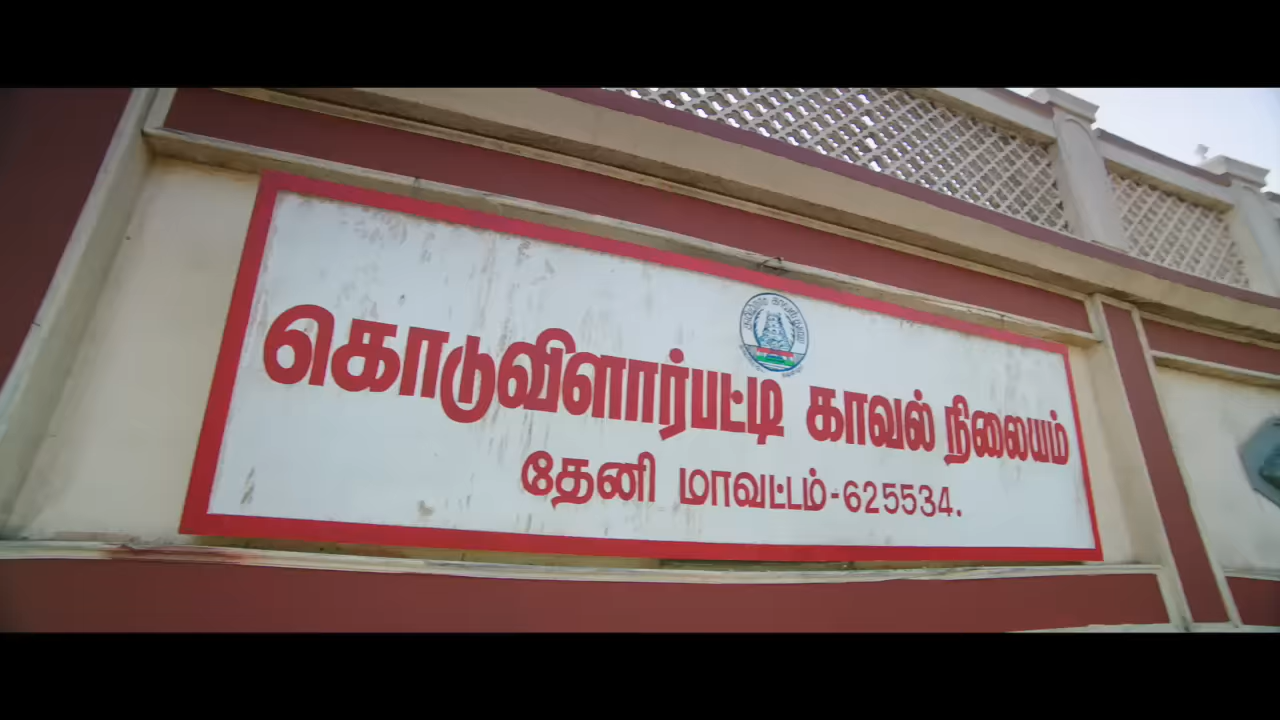 கொடுவிளார்பட்டி காவல் நிலையம்
தேனி மாவட்டம்-625534.